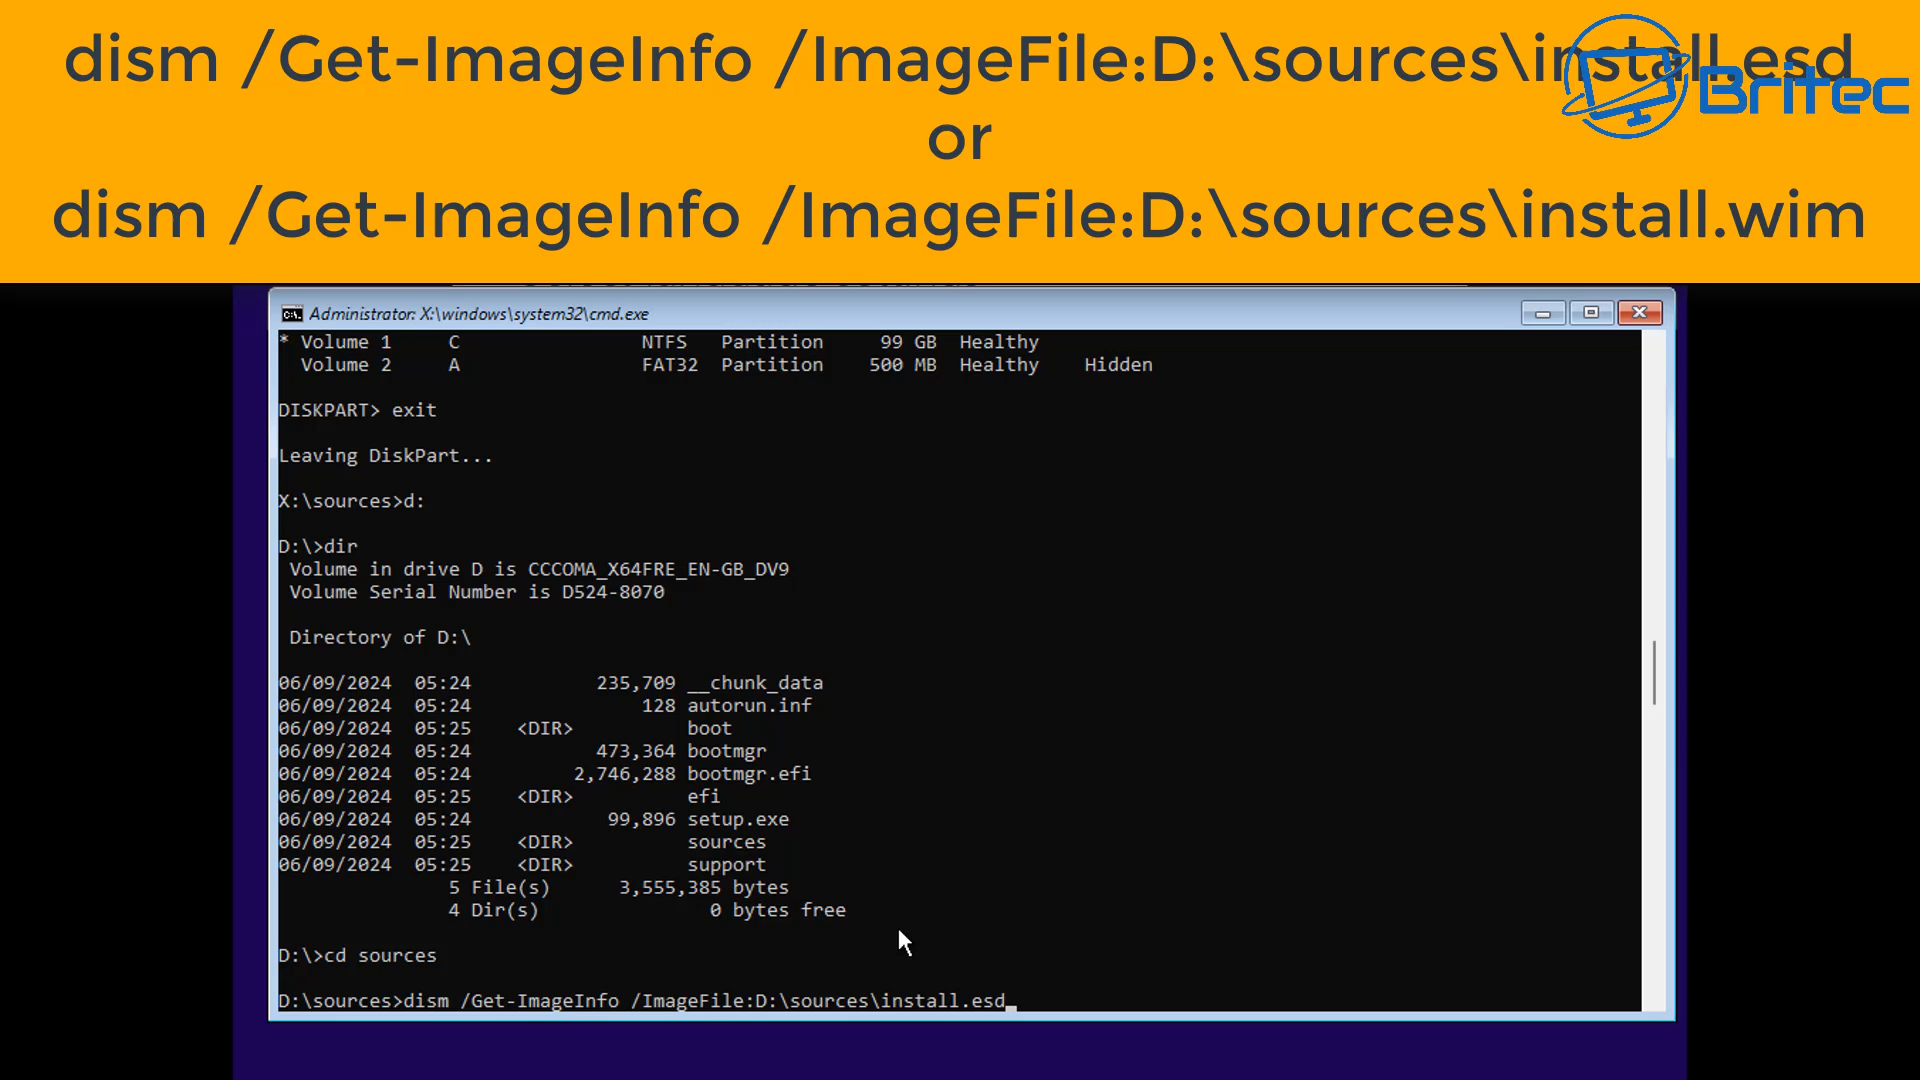 dism /Get-ImageInfo /ImageFile:D:\sources\install.esd
Britec
or
dism /Get-ImageInfo /ImageFile:D:\sources\install.wim
Administrator: X:\windows\system32\cmd.exe
* Volume 1     C                NTFS   Partition     99 GB  Healthy
  Volume 2     A                FAT32  Partition    500 MB  Healthy    Hidden
DISKPART> exit
Leaving DiskPart...
X:\sources>d:
D:\>dir
 Volume in drive D is CCCOMA_X64FRE_EN-GB_DV9
 Volume Serial Number is D524-8070
 Directory of D:\
06/09/2024  05:24           235,709 __chunk_data
06/09/2024  05:24               128 autorun.inf
06/09/2024  05:25    <DIR>          boot
06/09/2024  05:24           473,364 bootmgr
06/09/2024  05:24         2,746,288 bootmgr.efi
06/09/2024  05:25    <DIR>          efi
06/09/2024  05:24            99,896 setup.exe
06/09/2024  05:25    <DIR>          sources
06/09/2024  05:25    <DIR>          support
               5 File(s)      3,555,385 bytes
               4 Dir(s)               0 bytes free
D:\>cd sources
D:\sources>dism /Get-ImageInfo /ImageFile:D:\sources\install.esd